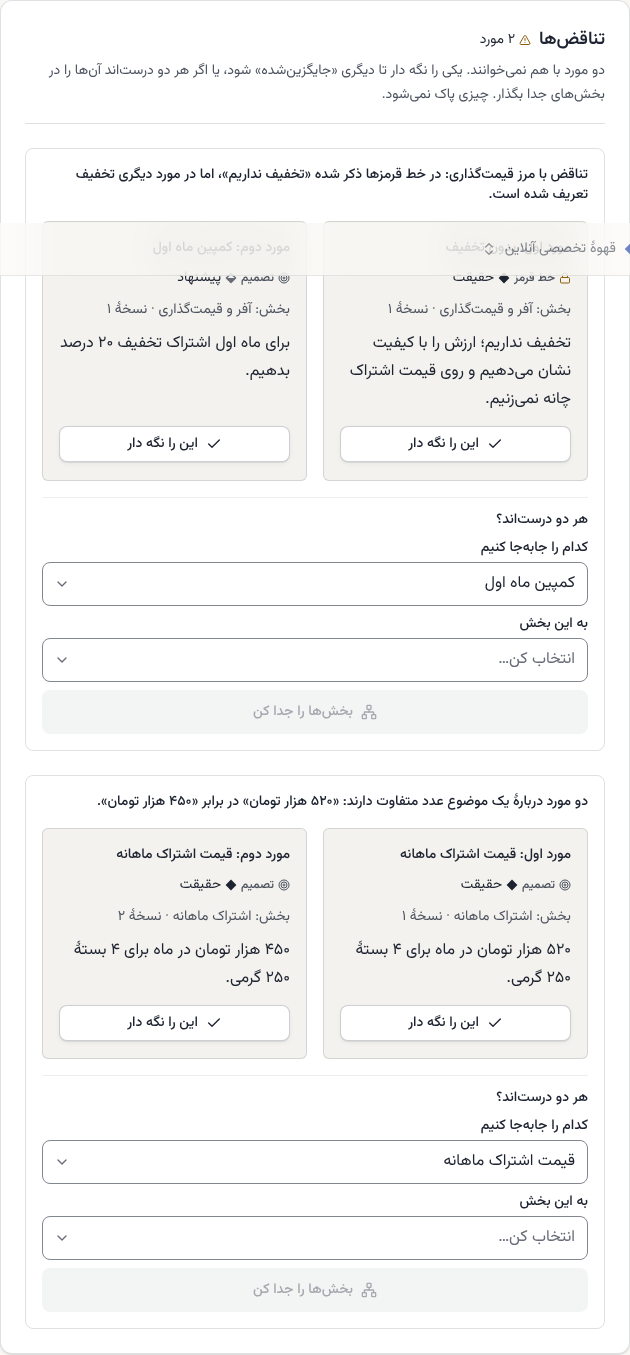 تناقض‌ها ۲ مورد
دو مورد با هم نمی‌خوانند. یکی را نگه دار تا دیگری «جایگزین‌شده» شود، یا اگر هر دو درست‌اند آن‌ها را در
بخش‌های جدا بگذار. چیزی پاک نمی‌شود.
تناقض با مرز قیمت‌گذاری: در خط قرمزها ذکر شده «تخفیف نداریم»، اما در مورد دیگری تخفیف
تعریف شده است.
قهوهٔ تخصصی آنلاین
خط قرمز حقیقت
بخش: آفر و قیمت‌گذاری · نسخهٔ ۱
تخفیف نداریم؛ ارزش را با کیفیت
نشان می‌دهیم و روی قیمت اشتراک
چانه نمی‌زنیم.
این را نگه دار
مورد دوم: کمپین ماه اول
تصمیم پیشنهاد
بخش: آفر و قیمت‌گذاری · نسخهٔ ۱
برای ماه اول اشتراک تخفیف ۲۰ درصد
بدهیم.
این را نگه دار
هر دو درست‌اند؟
کدام را جابه‌جا کنیم
کمپین ماه اول
به این بخش
انتخاب کن…
بخش‌ها را جدا کن
دو مورد دربارهٔ یک موضوع عدد متفاوت دارند: «۵۲۰ هزار تومان» در برابر «۴۵۰ هزار تومان».
مورد اول: قیمت اشتراک ماهانه
تصمیم حقیقت
بخش: اشتراک ماهانه · نسخهٔ ۱
۵۲۰ هزار تومان در ماه برای ۴ بستهٔ
۲۵۰ گرمی.
این را نگه دار
مورد دوم: قیمت اشتراک ماهانه
تصمیم حقیقت
بخش: اشتراک ماهانه · نسخهٔ ۲
۴۵۰ هزار تومان در ماه برای ۴ بستهٔ
۲۵۰ گرمی.
این را نگه دار
هر دو درست‌اند؟
کدام را جابه‌جا کنیم
قیمت اشتراک ماهانه
به این بخش
انتخاب کن…
بخش‌ها را جدا کن